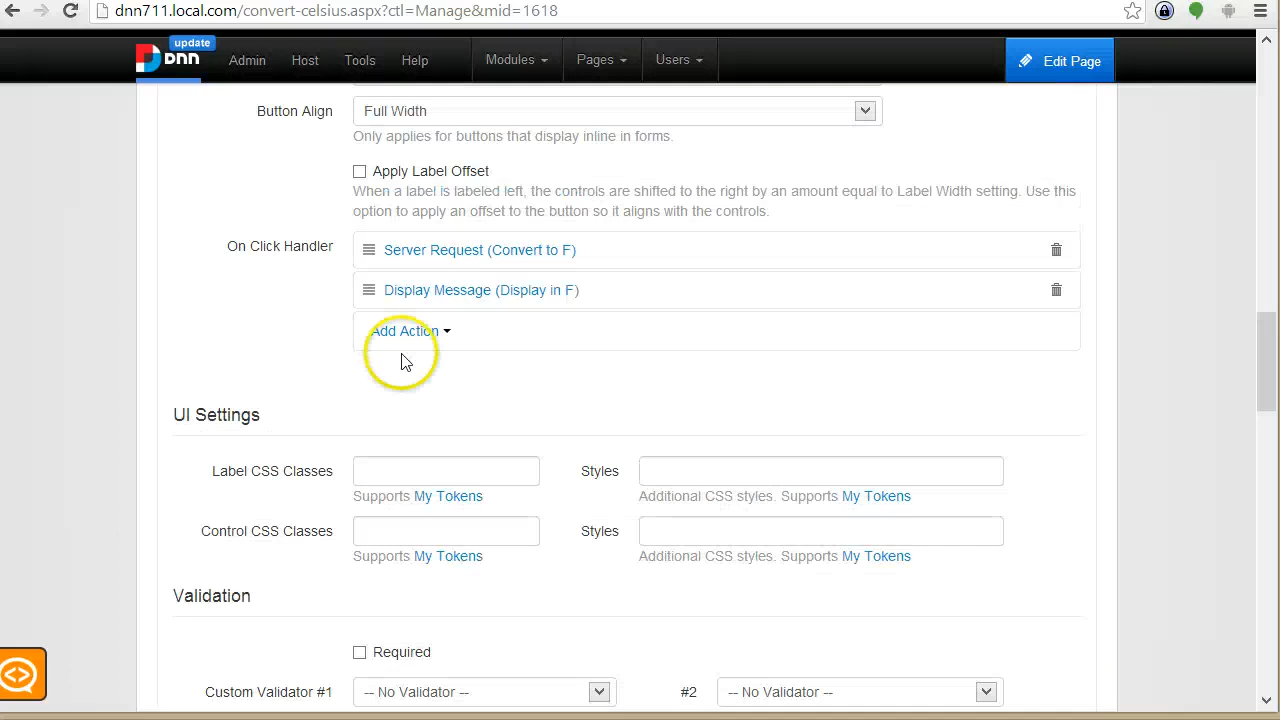 dnn711.local.com/convert-celsius.aspx?ctl=Manage&mid=1618
update
DNN Admin Host Tools Help Modules Pages Users Edit Page
Button Align Full Width
Only applies for buttons that display inline in forms.
Apply Label Offset
When a label is labeled left, the controls are shifted to the right by an amount equal to Label Width setting. Use this
option to apply an offset to the button so it aligns with the controls.
On Click Handler Server Request (Convert to F)
Display Message (Display in F)
Add Action
UI Settings
Label CSS Classes Styles
Supports My Tokens Additional CSS styles. Supports My Tokens
Control CSS Classes Styles
Supports My Tokens Additional CSS styles. Supports My Tokens
Validation
Required
Custom Validator #1 -- No Validator -- #2 -- No Validator --